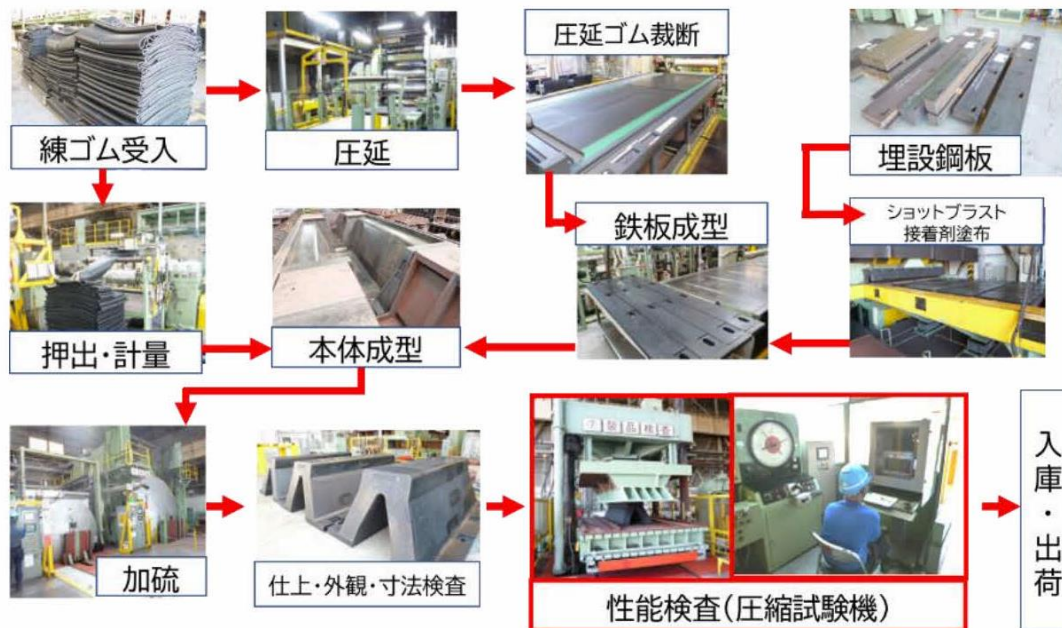 練ゴム受入
圧延
圧延ゴム裁断
埋設鋼板
押出・計量
本体成型
鉄板成型
ショットブラスト
接着剤塗布
加硫
仕上・外観・寸法検査
⑦製品検査
性能検査(圧縮試験機)
入庫・出荷